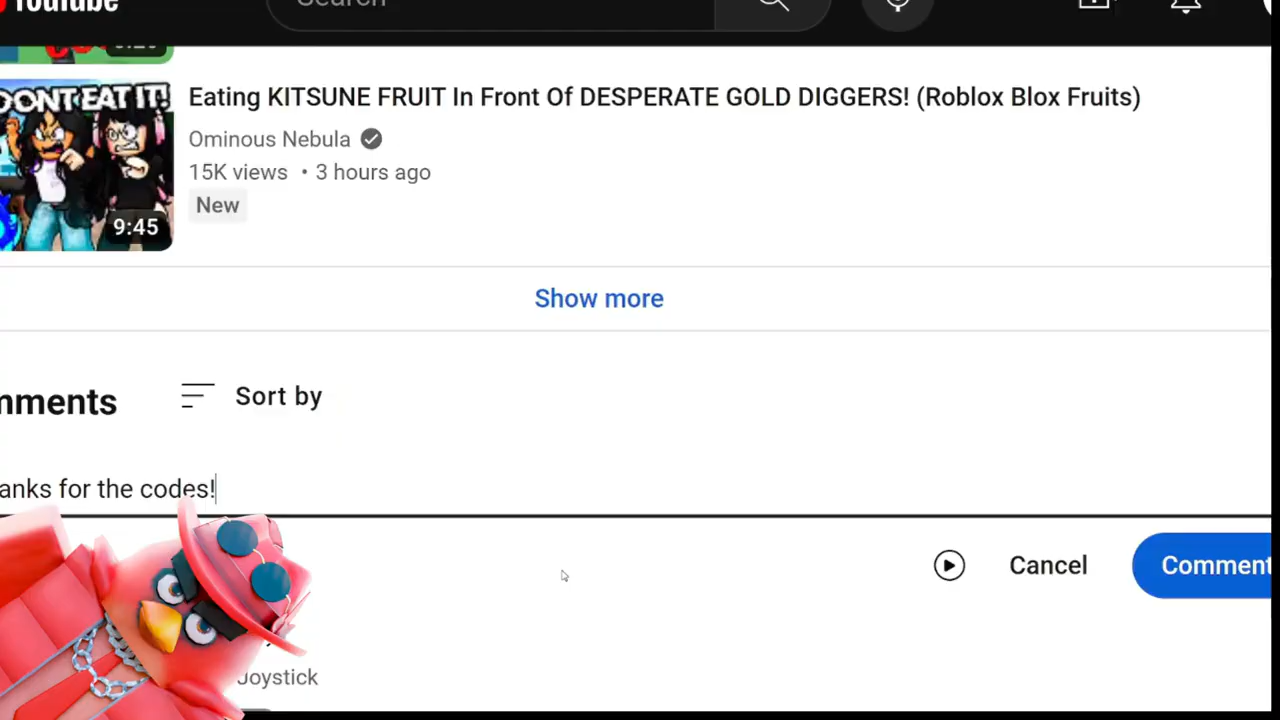 YouTube
Search
DONT EAT IT!
9:45
Eating KITSUNE FRUIT In Front Of DESPERATE GOLD DIGGERS! (Roblox Blox Fruits)
Ominous Nebula
15K views • 3 hours ago
New
Show more
mments
Sort by
anks for the codes!
Cancel
Comment
Joystick